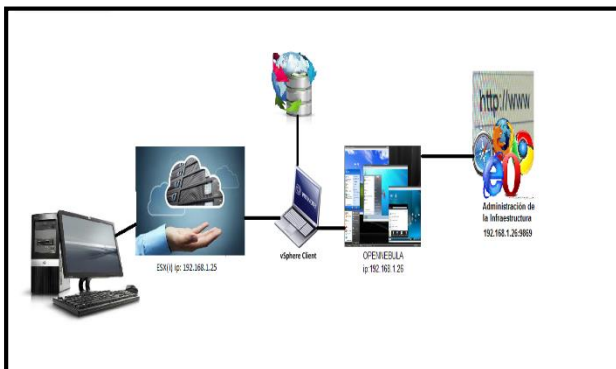 http://www
ESX(i) ip: 192.168.1.25
vSphere Client
OPENNEBULA
ip:192.168.1.26
Administración de
la Infraestructura
192.168.1.26:9869